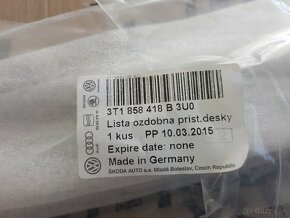 3T1 858 418 B 3U0
Lista ozdobna prist.desky
1 kus PP 10.03.2015
Expire date: none
Made in Germany
ŠKODA AUTO a.s. Mladá Boleslav, Czech Republic